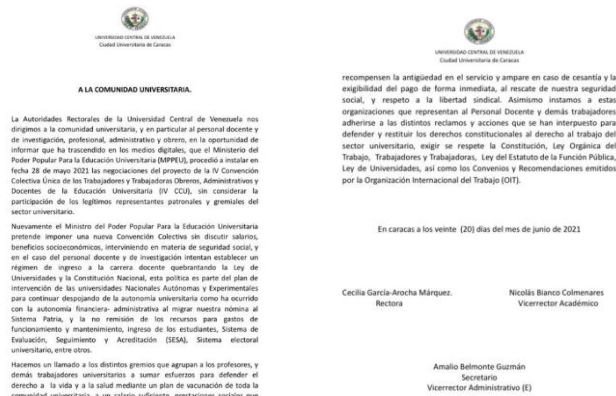 UNIVERSIDAD CENTRAL DE VENEZUELA
Ciudad Universitaria de Caracas
A LA COMUNIDAD UNIVERSITARIA.
La Autoridades Rectorales de la Universidad Central de Venezuela nos
dirigimos a la comunidad universitaria, y en particular al personal docente y
de investigación, profesional, administrativo y obrero, en la oportunidad de
informar que ha trascendido en los medios digitales, que el Ministerio del
Poder Popular Para la Educación Universitaria (MPPEU), procedió a instalar en
fecha 28 de mayo 2021 las negociaciones del proyecto de la IV Convención
Colectiva Única de los Trabajadores y Trabajadoras Obreros, Administrativos y
Docentes de la Educación Universitaria (IV CCU), sin considerar la
participación de los legítimos representantes patronales y gremiales del
sector universitario.
Nuevamente el Ministro del Poder Popular Para la Educación Universitaria
pretende imponer una nueva Convención Colectiva sin discutir salarios,
beneficios socioeconómicos, interviniendo en materia de seguridad social, y
en el caso del personal docente y de investigación intentan establecer un
régimen de ingreso a la carrera docente quebrantando la Ley de
Universidades y la Constitución Nacional, esta política es parte del plan de
intervención de las universidades Nacionales Autónomas y Experimentales
para continuar despojando de la autonomía universitaria como ha ocurrido
con la autonomía financiera- administrativa al migrar nuestra nómina al
Sistema Patria, y la no remisión de los recursos para gastos de
funcionamiento y mantenimiento, ingreso de los estudiantes, Sistema de
Evaluación, Seguimiento y Acreditación (SESA), Sistema electoral
universitario, entre otros.
Hacemos un llamado a los distintos gremios que agrupan a los profesores, y
demás trabajadores universitarios a sumar esfuerzos para defender el
derecho a la vida y a la salud mediante un plan de vacunación de toda la
comunidad universitaria, a un salario suficiente, prestaciones sociales que
UNIVERSIDAD CENTRAL DE VENEZUELA
Ciudad Universitaria de Caracas
recompensen la antigüedad en el servicio y ampare en caso de cesantía y la
exigibilidad del pago de forma inmediata, al rescate de nuestra seguridad
social, y respeto a la libertad sindical. Asimismo instamos a estas
organizaciones que representan al Personal Docente y demás trabajadores
adherirse a las distintos reclamos y acciones que se han interpuesto para
defender y restituir los derechos constitucionales al derecho al trabajo del
sector universitario, exigir se respete la Constitución, Ley Orgánica del
Trabajo, Trabajadores y Trabajadoras, Ley del Estatuto de la Función Pública,
Ley de Universidades, así como los Convenios y Recomendaciones emitidos
por la Organización Internacional del Trabajo (OIT).
En caracas a los veinte (20) días del mes de junio de 2021
Cecilia García-Arocha Márquez. Nicolás Bianco Colmenares
Rectora Vicerrector Académico
Amalio Belmonte Guzmán
Secretario
Vicerrector Administrativo (E)